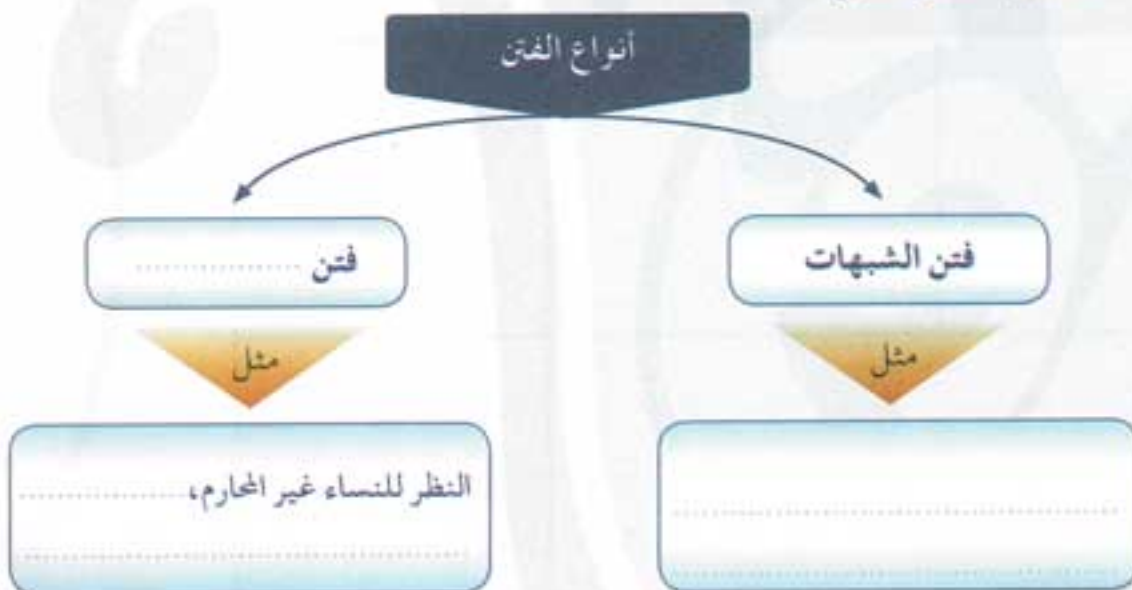 أنواع الفتن
فتن الشبهات
فتن ..................
مثل
مثل
النظر للنساء غير المحارم، ..................